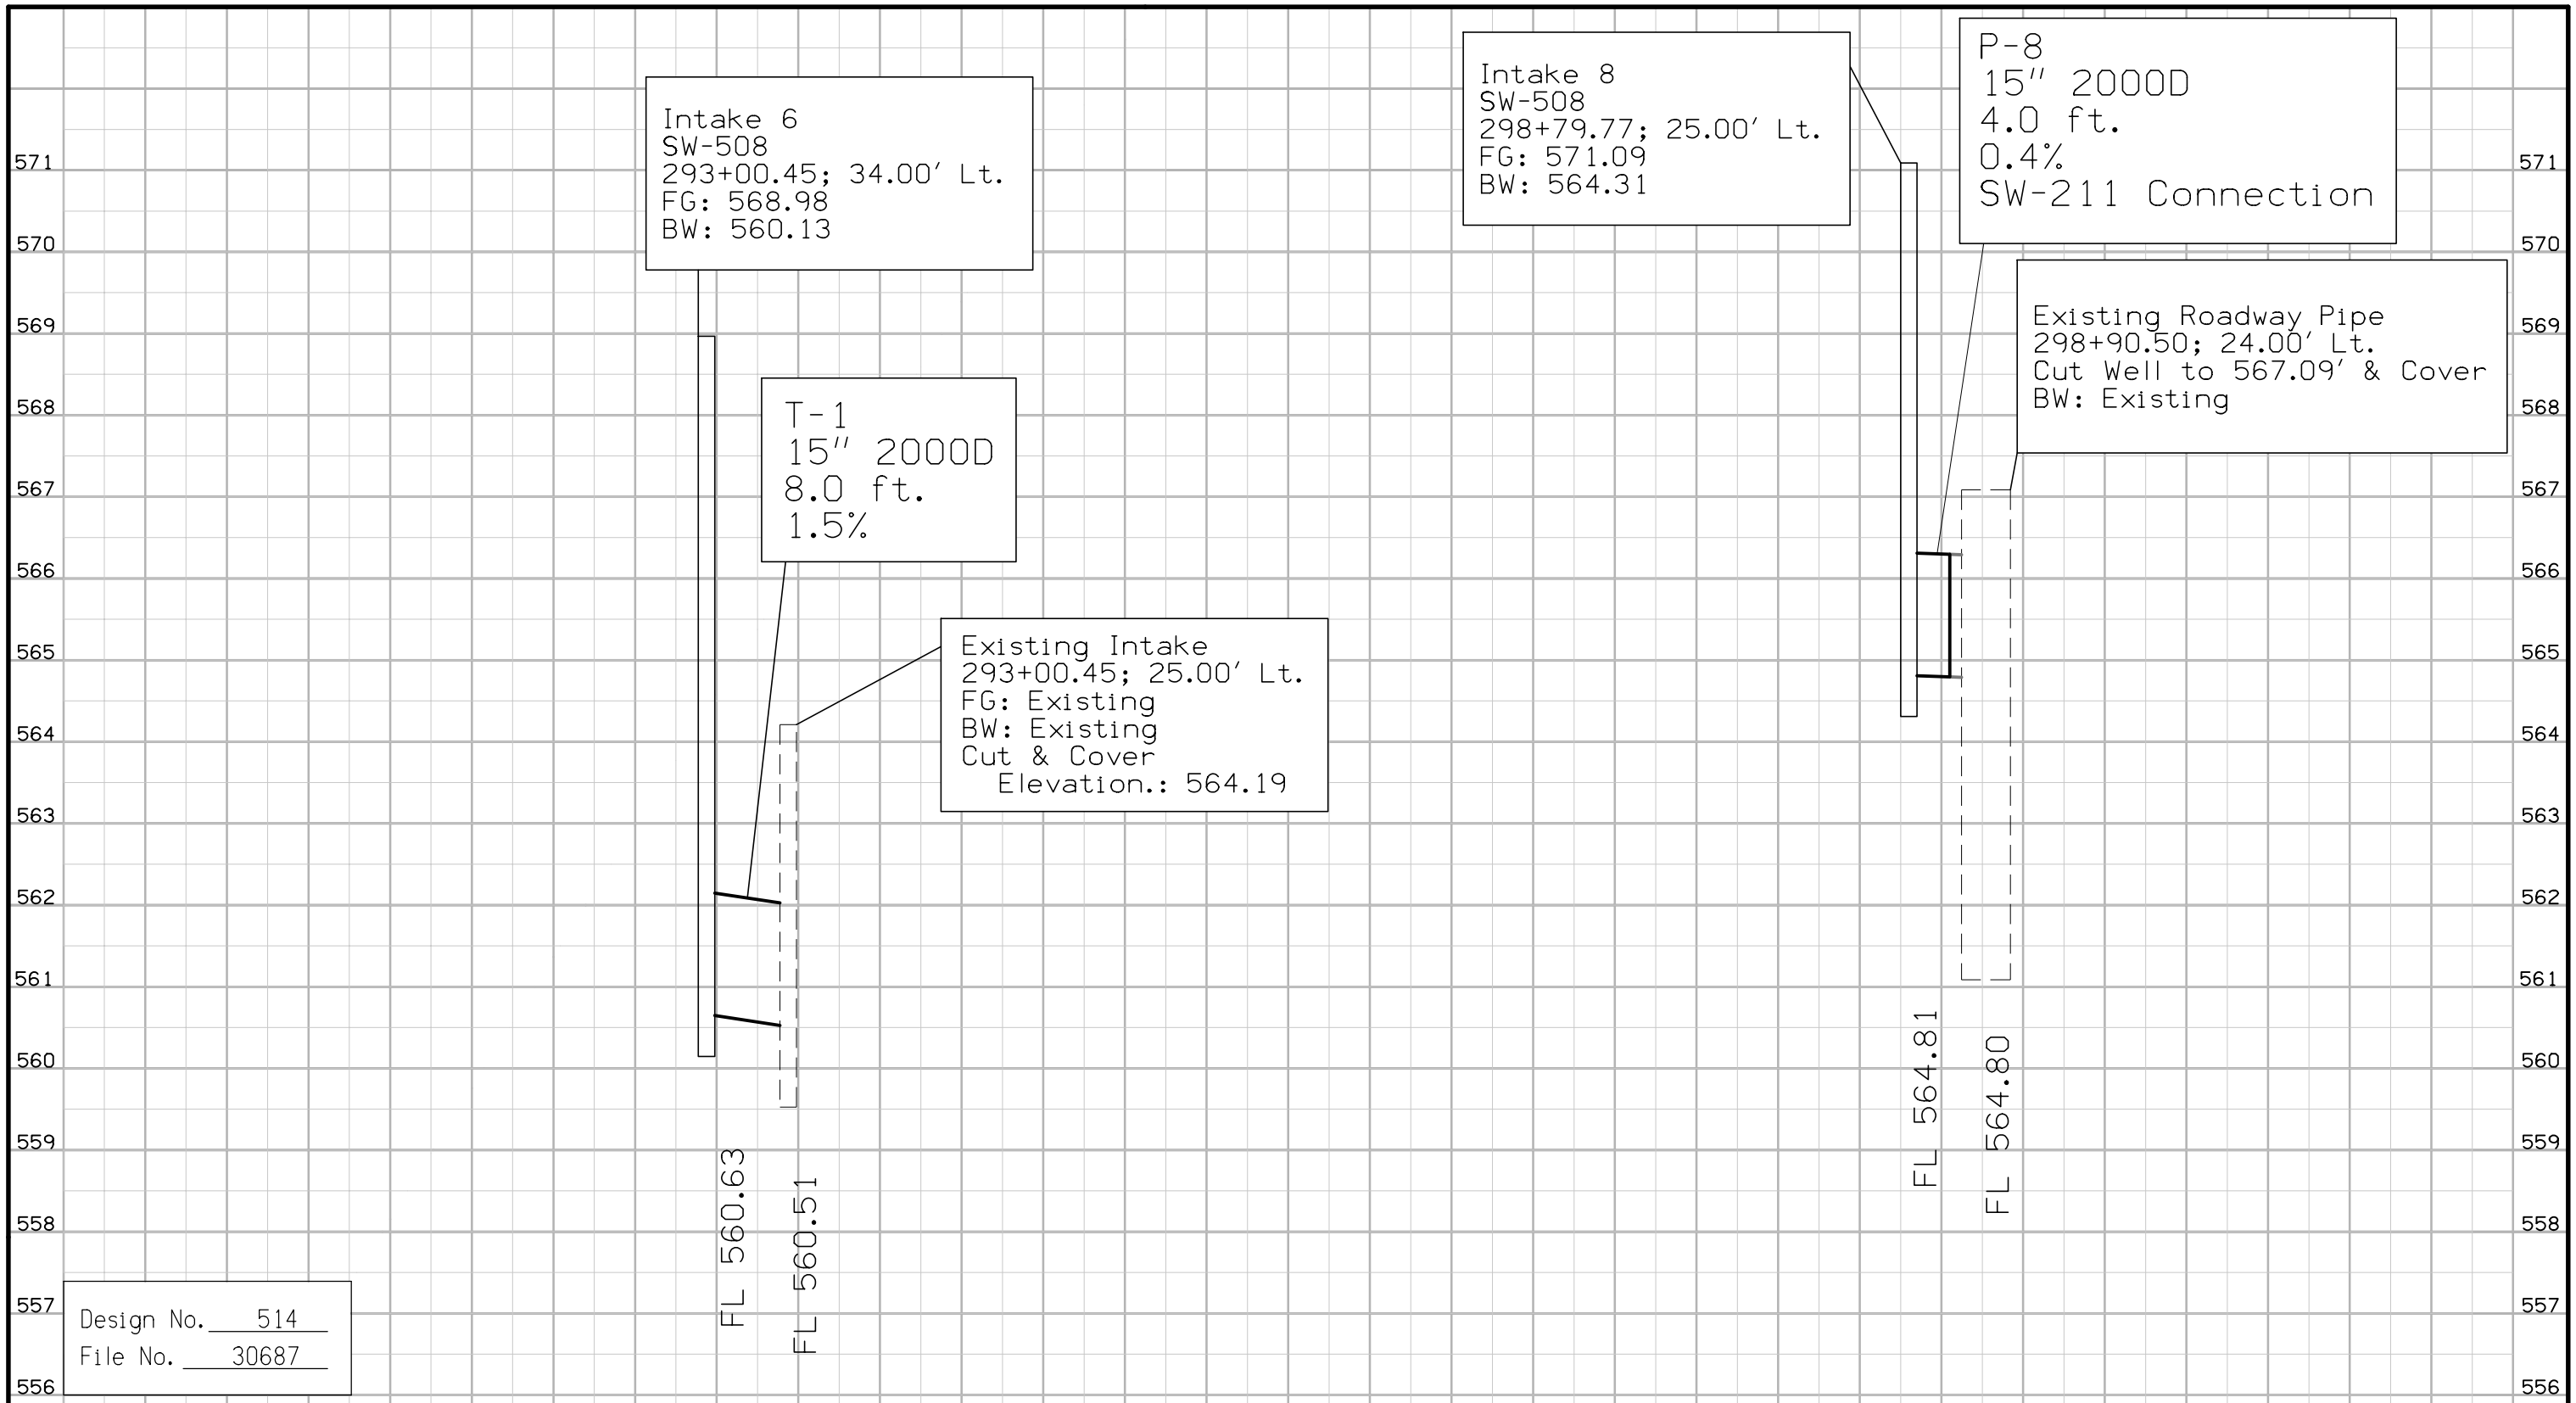 Intake 6
SW-508
293+00.45; 34.00' Lt.
FG: 568.98
BW: 560.13
Intake 8
SW-508
298+79.77; 25.00' Lt.
FG: 571.09
BW: 564.31
P-8
15" 2000D
4.0 ft.
0.4%
SW-211 Connection
Existing Roadway Pipe
298+90.50; 24.00' Lt.
Cut Well to 567.09' & Cover
BW: Existing
T-1
15" 2000D
8.0 ft.
1.5%
Existing Intake
293+00.45; 25.00' Lt.
FG: Existing
BW: Existing
Cut & Cover
Elevation.: 564.19
571
570
569
568
567
566
565
564
563
562
561
560
559
558
557
556
571
570
569
568
567
566
565
564
563
562
561
560
559
558
557
556
FL 560.63
FL 560.51
FL 564.81
FL 564.80
Design No. 514
File No. 30687